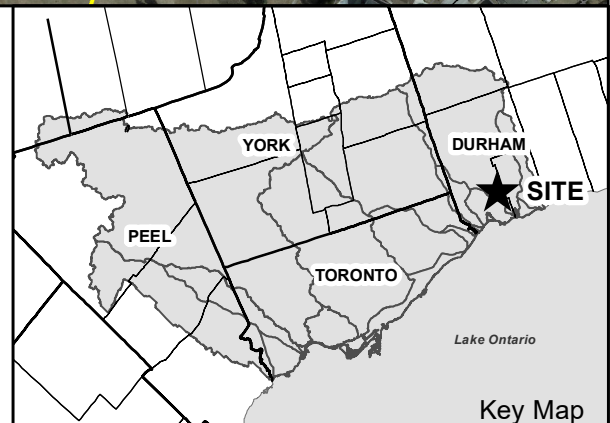 YORK
DURHAM
SITE
PEEL
TORONTO
Lake Ontario
Key Map